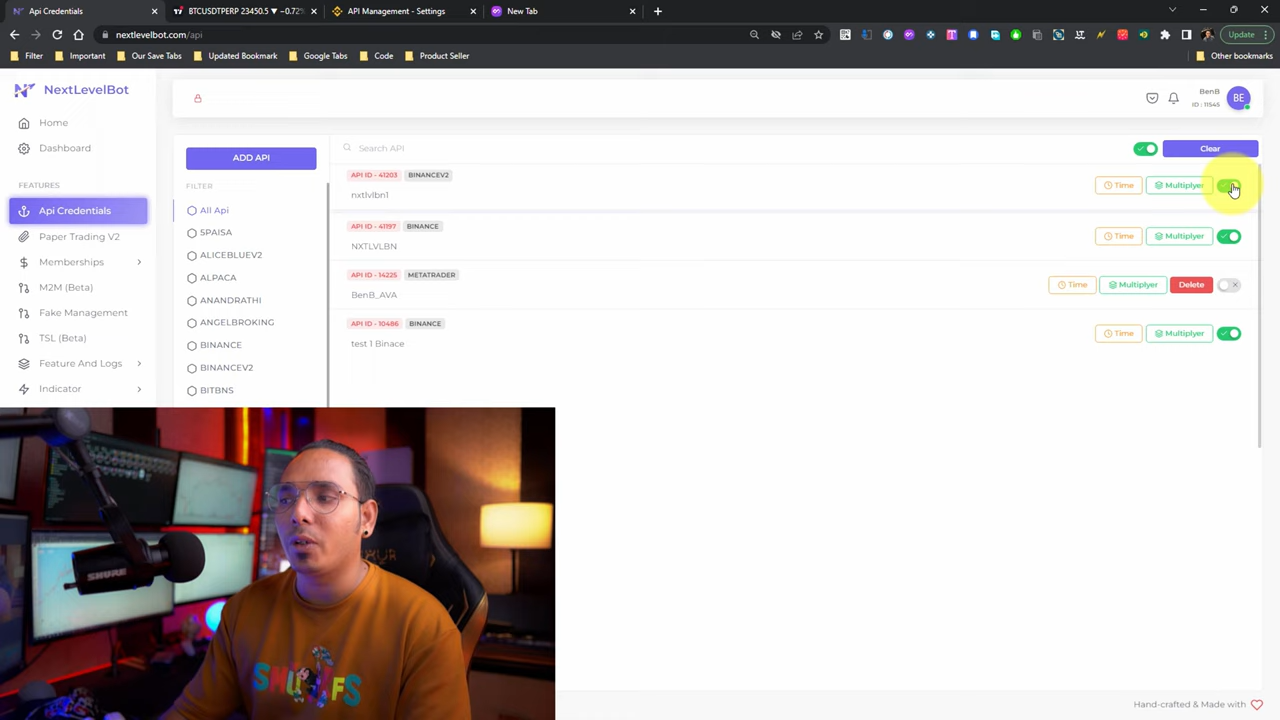 Api Credentials
BTCUSDTPERP 23450.5 ▼ −0.72%
API Management - Settings
New Tab
nextlevelbot.com/api
Update
Filter
Important
Our Save Tabs
Updated Bookmark
Google Tabs
Code
Product Seller
Other bookmarks
NextLevelBot
BenB
ID : 11545
BE
Home
Dashboard
FEATURES
Api Credentials
Paper Trading V2
Memberships
M2M (Beta)
Fake Management
TSL (Beta)
Feature And Logs
Indicator
ADD API
FILTER
All Api
5PAISA
ALICEBLUEV2
ALPACA
ANANDRATHI
ANGELBROKING
BINANCE
BINANCEV2
BITBNS
Search API
Clear
API ID - 41203 BINANCEV2
nxtlvlbn1
Time Multiplyer
API ID - 41197 BINANCE
NXTLVLBN
Time Multiplyer
API ID - 14225 METATRADER
BenB_AVA
Time Multiplyer Delete
API ID - 10486 BINANCE
test 1 Binace
Time Multiplyer
SHURE
Hand-crafted & Made with